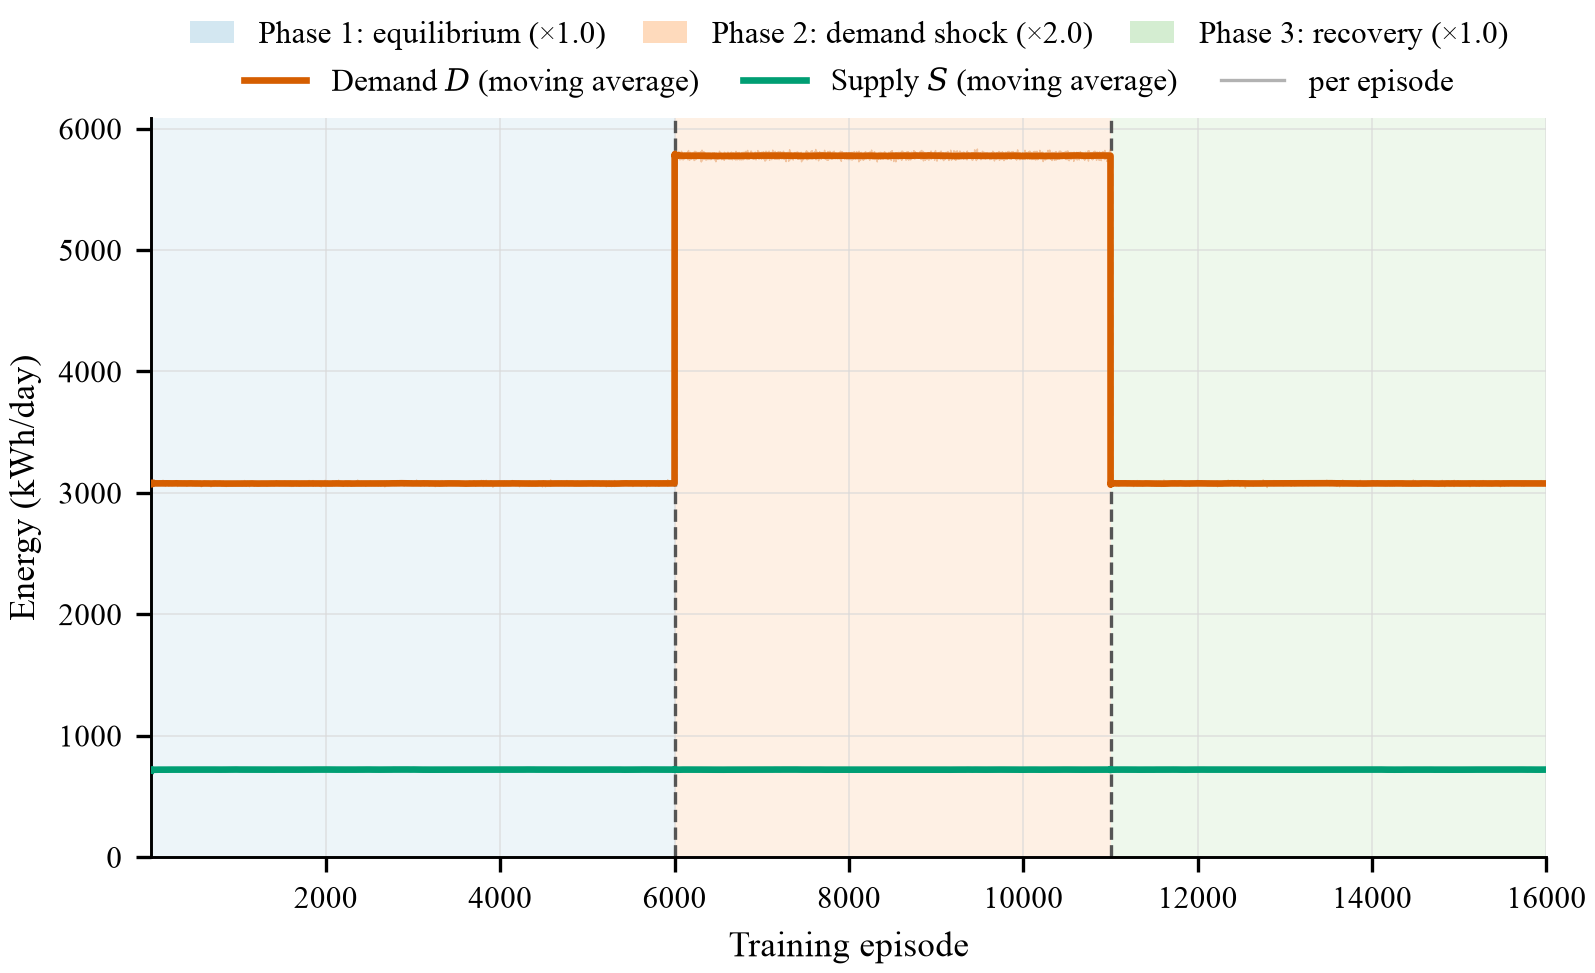 Phase 1: equilibrium (×1.0) Phase 2: demand shock (×2.0) Phase 3: recovery (×1.0)
Demand D (moving average) Supply S (moving average) per episode
6000
5000
4000
3000
2000
1000
0
Energy (kWh/day)
2000 4000 6000 8000 10000 12000 14000 16000
Training episode